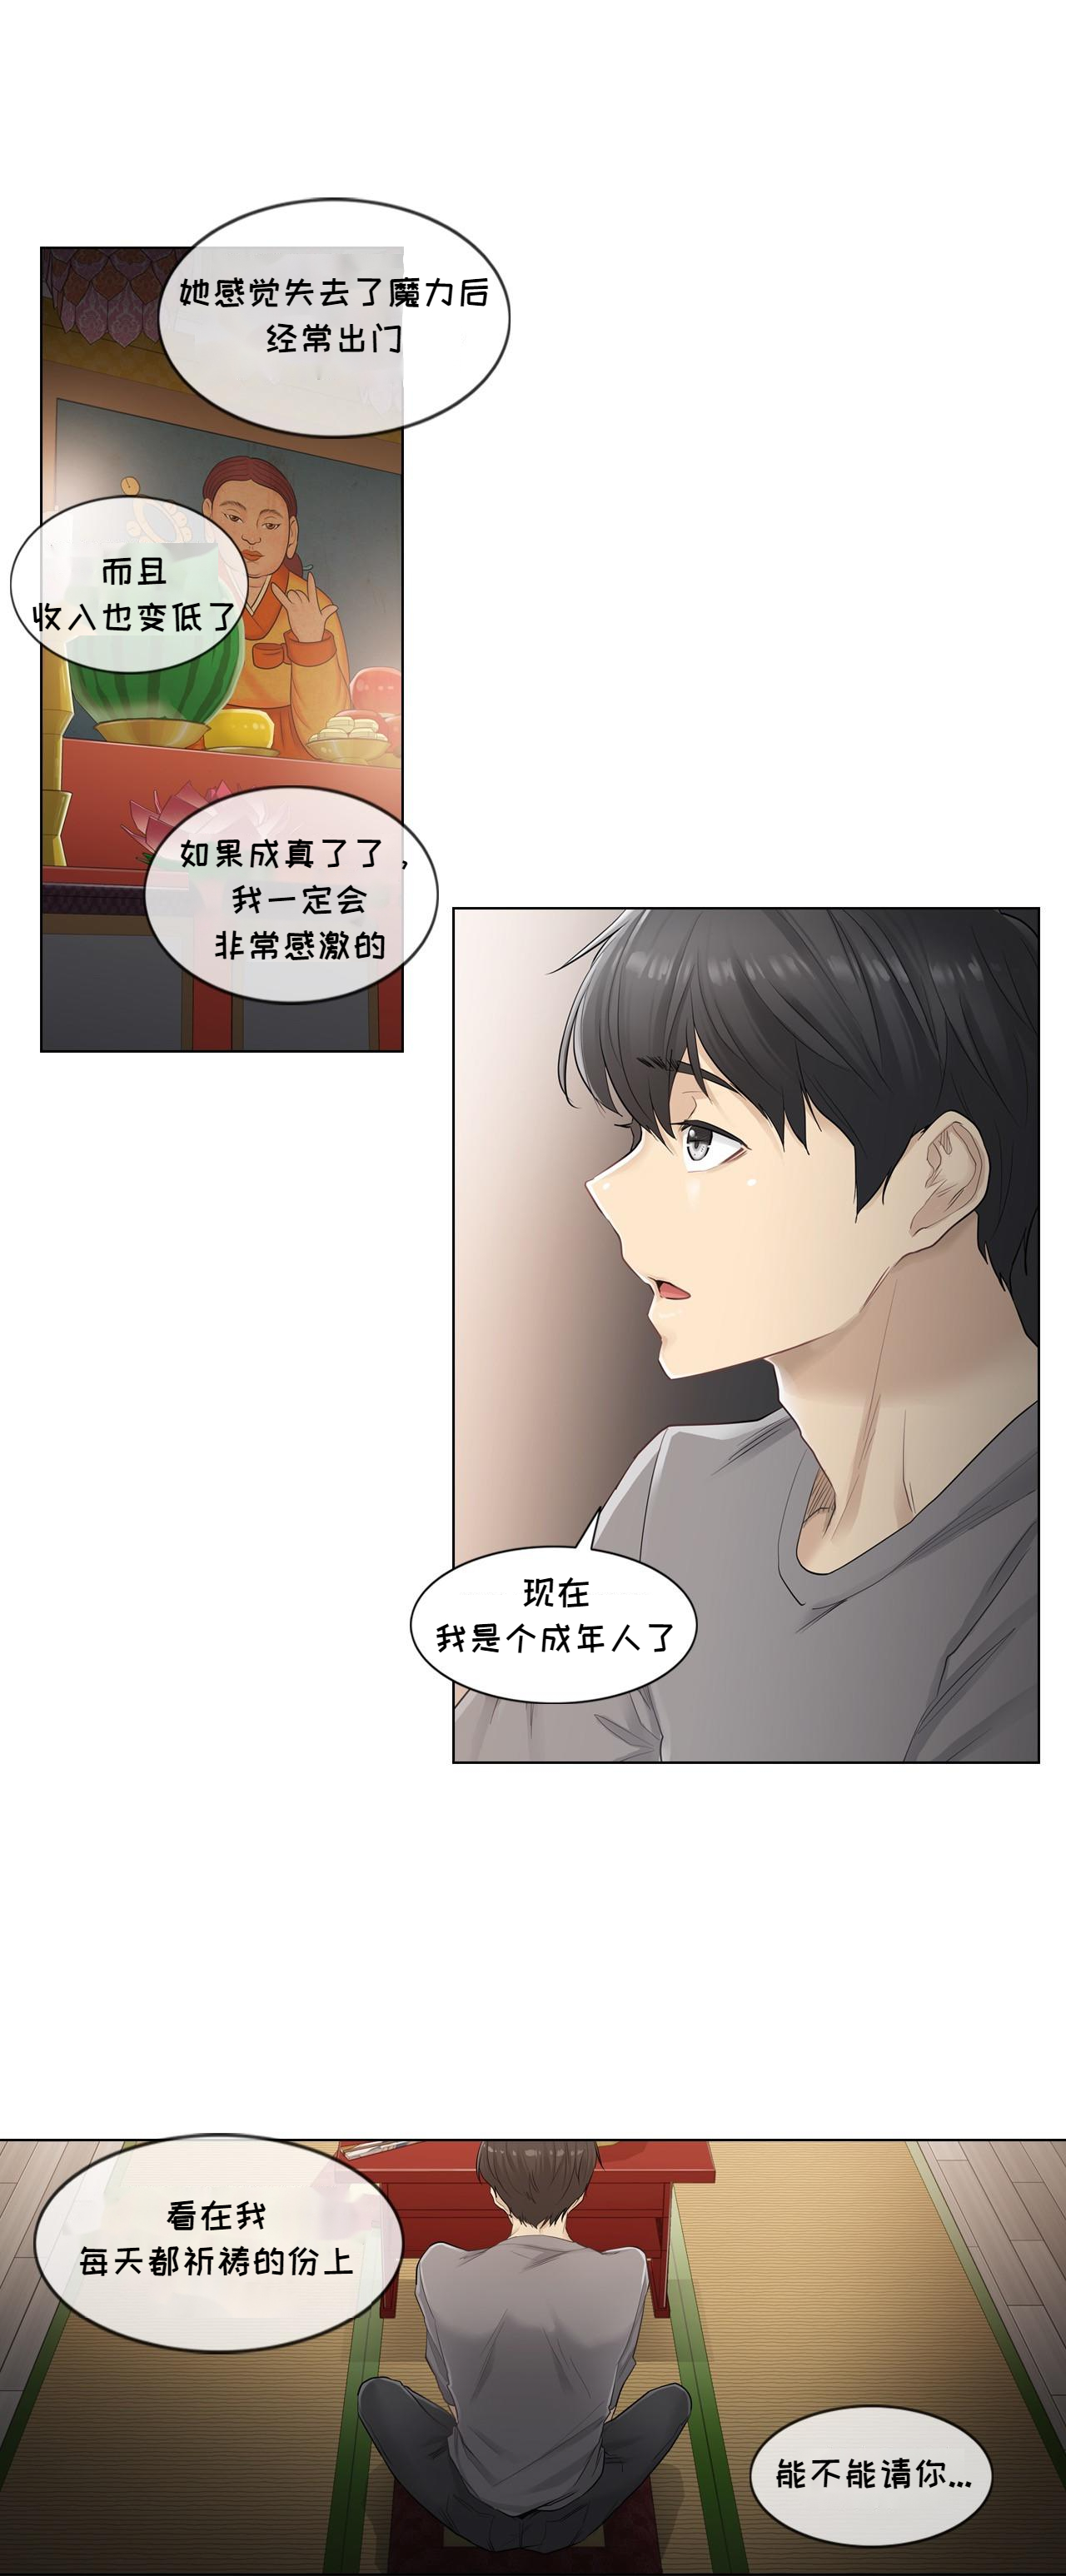 她感觉失去了魔力后
经常出门
而且
收入也变低了
如果成真了了，
我一定会
非常感激的
现在
我是个成年人了
看在我
每天都祈祷的份上
能不能请你...